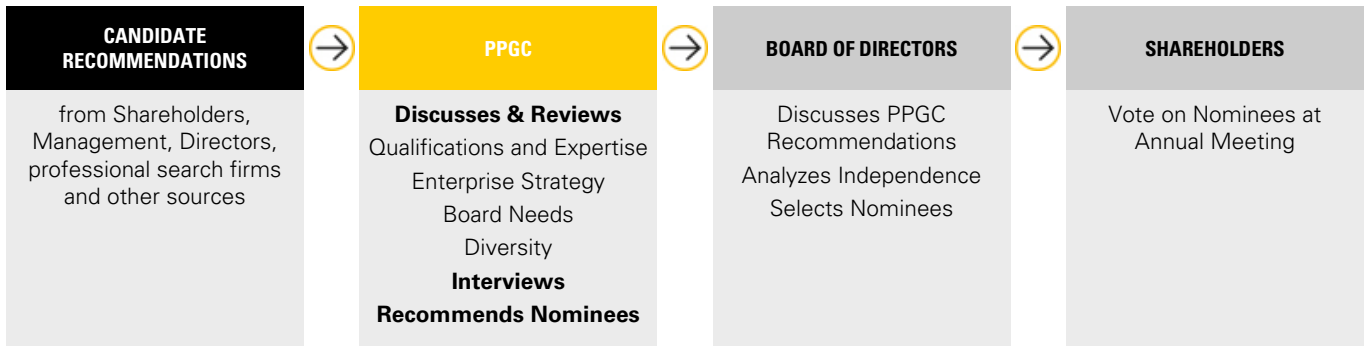 CANDIDATE
RECOMMENDATIONS
from Shareholders,
Management, Directors,
professional search firms
and other sources
PPGC
Discusses & Reviews
Qualifications and Expertise
Enterprise Strategy
Board Needs
Diversity
Interviews
Recommends Nominees
BOARD OF DIRECTORS
Discusses PPGC
Recommendations
Analyzes Independence
Selects Nominees
SHAREHOLDERS
Vote on Nominees at
Annual Meeting